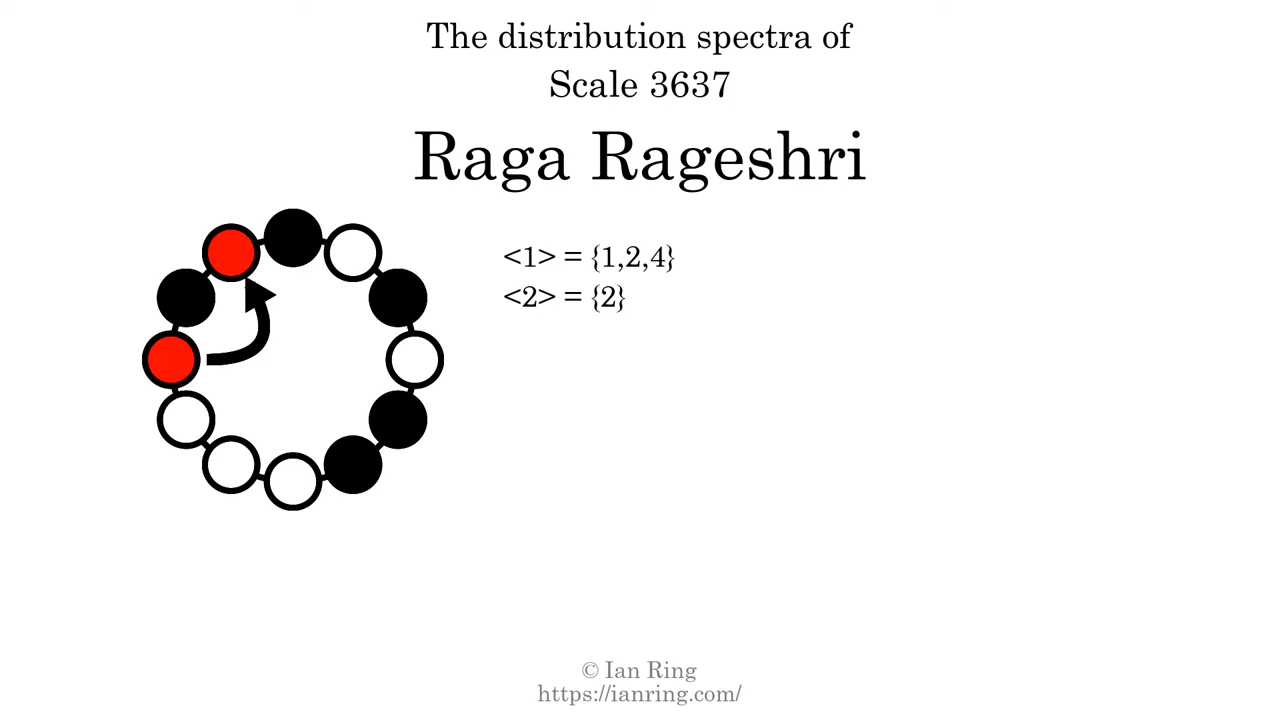 The distribution spectra of
Scale 3637
Raga Rageshri
<1> = {1,2,4}
<2> = {2}
© Ian Ring
https://ianring.com/